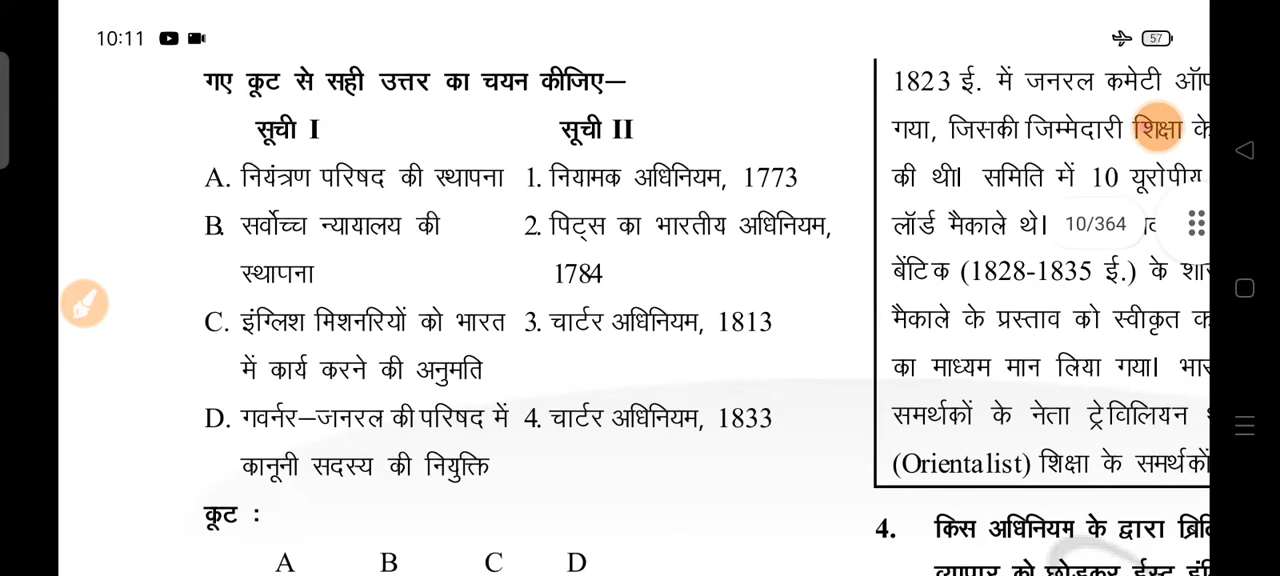 10:11
57
गए कूट से सही उत्तर का चयन कीजिए–
सूची I सूची II
A. नियंत्रण परिषद की स्थापना 1. नियामक अधिनियम, 1773
B. सर्वोच्च न्यायालय की 2. पिट्स का भारतीय अधिनियम,
स्थापना 1784
C. इंग्लिश मिशनरियों को भारत 3. चार्टर अधिनियम, 1813
में कार्य करने की अनुमति
D. गवर्नर–जनरल की परिषद में 4. चार्टर अधिनियम, 1833
कानूनी सदस्य की नियुक्ति
कूट :
A B C D
1823 ई. में जनरल कमेटी
गया, जिसकी जिम्मेदारी शिक्षा के
की थी। समिति में 10
लॉर्ड मैकाले थे।
10/364
बेंटिक (1828-1835 ई.) के
मैकाले के प्रस्ताव को स्वीकृत
का माध्यम मान लिया गया।
समर्थकों के नेता ट्रेविलियन
(Orientalist) शिक्षा के समर्थकों
4. किस अधिनियम के द्वारा
व्यापार को छोड़कर ईस्ट